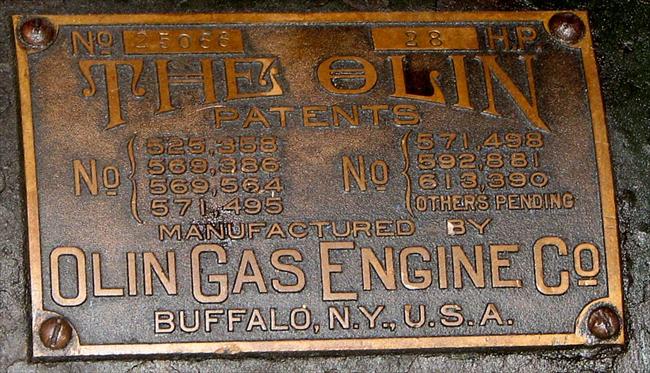 No 25066 28 H.P.
THE OLIN
PATENTS
No 525,358 No 571,498
569,386 592,881
569,564 613,390
571,495 OTHERS PENDING
MANUFACTURED BY
OLIN GAS ENGINE Co
BUFFALO, N.Y., U.S.A.